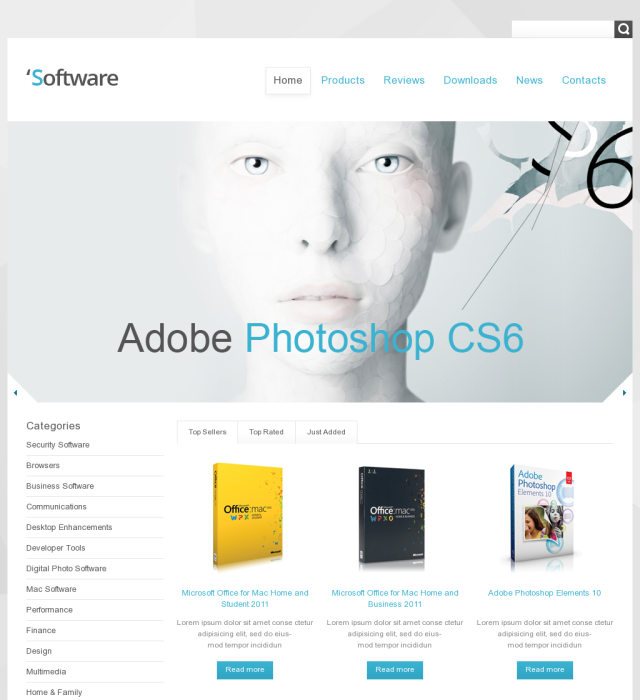 'Software
Home Products Reviews Downloads News Contacts
6
Adobe Photoshop CS6
Categories
Security Software
Browsers
Business Software
Communications
Desktop Enhancements
Developer Tools
Digital Photo Software
Mac Software
Performance
Finance
Design
Multimedia
Home & Family
Top Sellers Top Rated Just Added
Office:mac
Microsoft Office for Mac Home and
Student 2011
Lorem ipsum dolor sit amet conse ctetur
adipisicing elit, sed do eius-
mod tempor incididun
Read more
Office:mac
Microsoft Office for Mac Home and
Business 2011
Lorem ipsum dolor sit amet conse ctetur
adipisicing elit, sed do eius-
mod tempor incididun
Read more
Adobe
Photoshop
Elements 10
Adobe Photoshop Elements 10
Lorem ipsum dolor sit amet conse ctetur
adipisicing elit, sed do eius-
mod tempor incididun
Read more